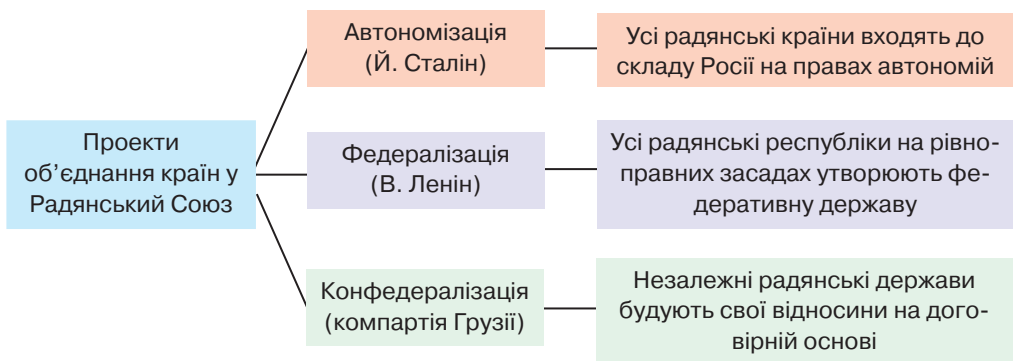 Проекти
об’єднання країн у
Радянський Союз
Автономізація
(Й. Сталін)
Усі радянські країни входять до
складу Росії на правах автономій
Федералізація
(В. Ленін)
Усі радянські республіки на рівно-
правних засадах утворюють фе-
деративну державу
Конфедералізація
(компартія Грузії)
Незалежні радянські держави
будують свої відносини на дого-
вірній основі